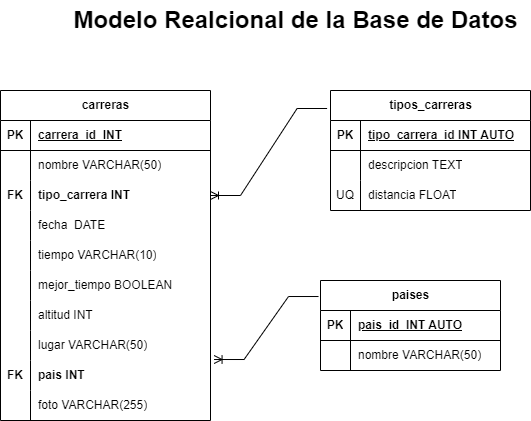 Modelo Realcional de la Base de Datos
carreras
PK carrera_id INT
nombre VARCHAR(50)
FK tipo_carrera INT
fecha DATE
tiempo VARCHAR(10)
mejor_tiempo BOOLEAN
altitud INT
lugar VARCHAR(50)
FK pais INT
foto VARCHAR(255)
tipos_carreras
PK tipo_carrera_id INT AUTO
descripcion TEXT
UQ distancia FLOAT
paises
PK pais_id INT AUTO
nombre VARCHAR(50)